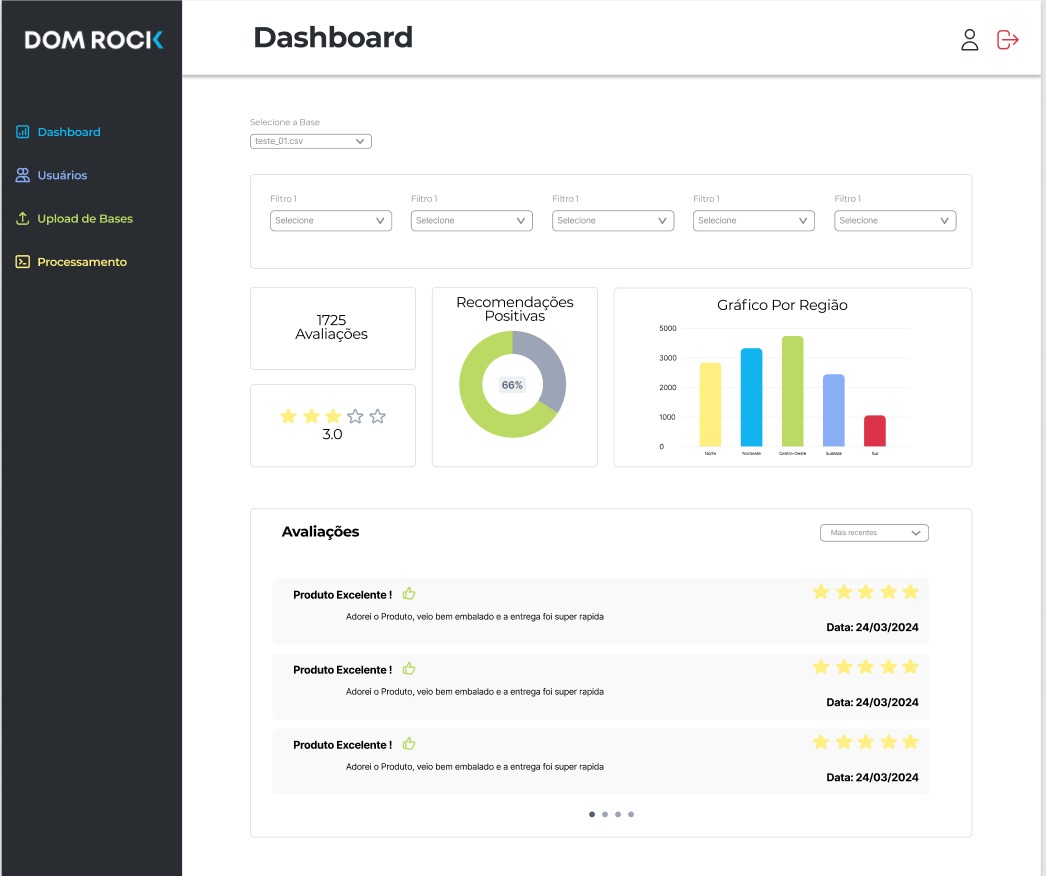 DOM ROCK
Dashboard
Dashboard
Usuários
Upload de Bases
Processamento
Selecione a Base
teste_01.csv
Filtro 1
Filtro 1
Filtro 1
Filtro 1
Filtro 1
Selecione
Selecione
Selecione
Selecione
Selecione
1725
Avaliações
3.0
Recomendações
Positivas
66%
Gráfico Por Região
5000
3000
2000
1000
0
Norte
Nordeste
Centro-Oeste
Sudeste
Sul
Avaliações
Mais recentes
Produto Excelente !
Adorei o Produto, veio bem embalado e a entrega foi super rapida
Data: 24/03/2024
Produto Excelente !
Adorei o Produto, veio bem embalado e a entrega foi super rapida
Data: 24/03/2024
Produto Excelente !
Adorei o Produto, veio bem embalado e a entrega foi super rapida
Data: 24/03/2024